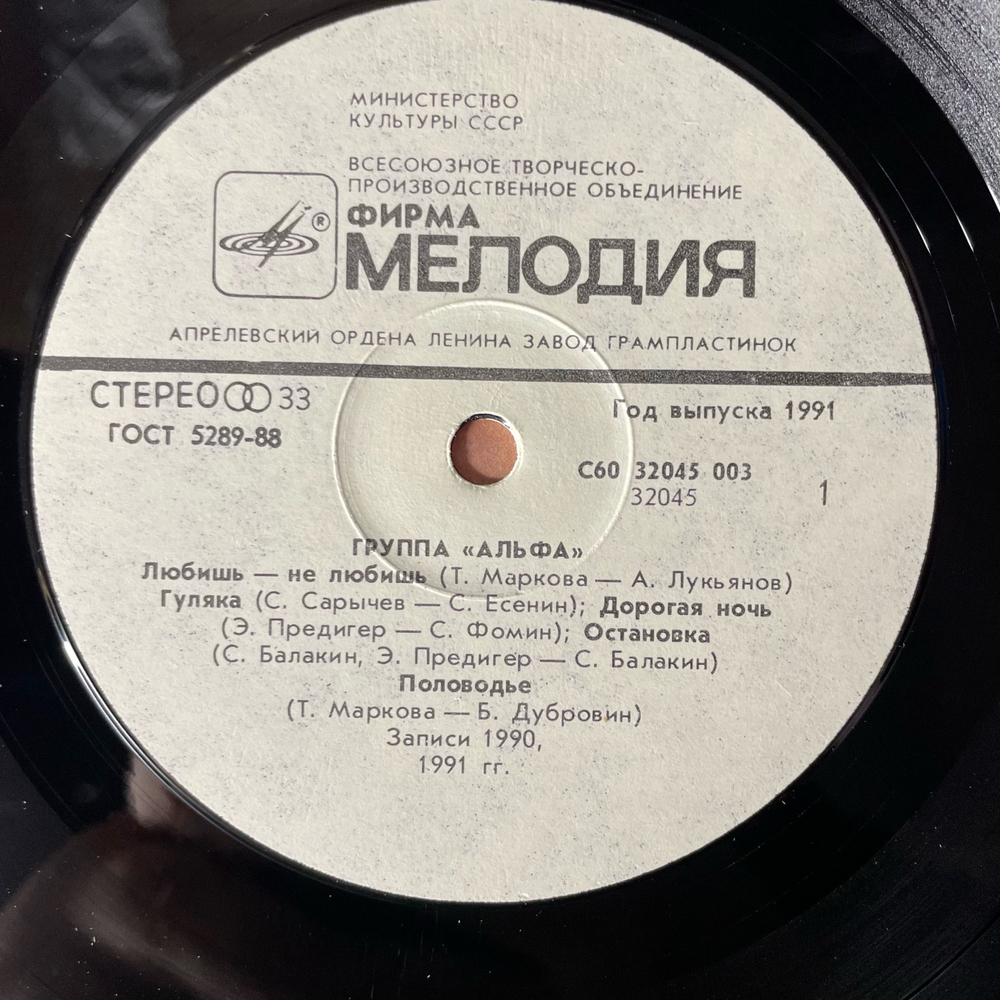 МИНИСТЕРСТВО
КУЛЬТУРЫ СССР
ВСЕСОЮЗНОЕ ТВОРЧЕСКО-
ПРОИЗВОДСТВЕННОЕ ОБЪЕДИНЕНИЕ
®
ФИРМА
МЕЛОДИЯ
АПРЕЛЕВСКИЙ ОРДЕНА ЛЕНИНА ЗАВОД ГРАМПЛАСТИНОК
СТЕРЕО 33
ГОСТ 5289-88
Год выпуска 1991
С60 32045 003
32045
1
ГРУППА «АЛЬФА»
Любишь — не любишь (Т. Маркова — А. Лукьянов)
Гуляка (С. Сарычев — С. Есенин); Дорогая ночь
(Э. Предигер — С. Фомин); Остановка
(С. Балакин, Э. Предигер — С. Балакин)
Половодье
(Т. Маркова — Б. Дубровин)
Записи 1990,
1991 гг.